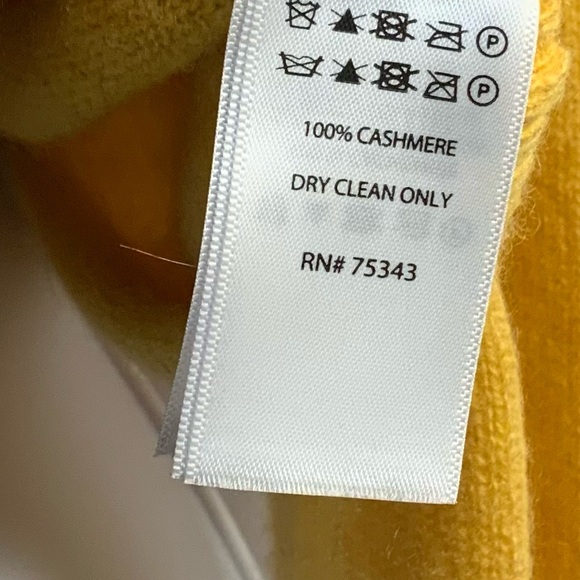 P
P
100% CASHMERE
DRY CLEAN ONLY
RN# 75343